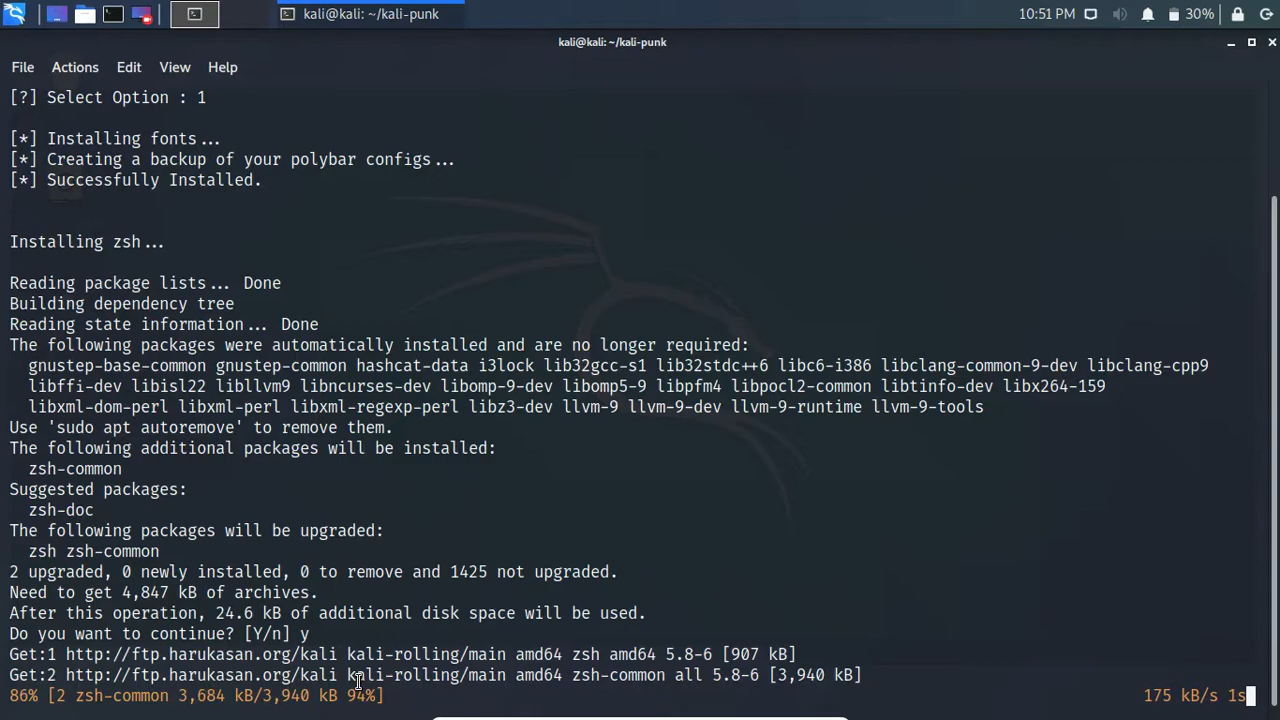 kali@kali: ~/kali-punk
10:51 PM
30%
kali@kali: ~/kali-punk
File Actions Edit View Help
[?] Select Option : 1
[*] Installing fonts...
[*] Creating a backup of your polybar configs...
[*] Successfully Installed.
Installing zsh...
Reading package lists... Done
Building dependency tree
Reading state information... Done
The following packages were automatically installed and are no longer required:
gnustep-base-common gnustep-common hashcat-data i3lock lib32gcc-s1 lib32stdc++6 libc6-i386 libclang-common-9-dev libclang-cpp9
libffi-dev libisl22 libllvm9 libncurses-dev libomp-9-dev libomp5-9 libpfm4 libpocl2-common libtinfo-dev libx264-159
libxml-dom-perl libxml-perl libxml-regexp-perl libz3-dev llvm-9 llvm-9-dev llvm-9-runtime llvm-9-tools
Use 'sudo apt autoremove' to remove them.
The following additional packages will be installed:
zsh-common
Suggested packages:
zsh-doc
The following packages will be upgraded:
zsh zsh-common
2 upgraded, 0 newly installed, 0 to remove and 1425 not upgraded.
Need to get 4,847 kB of archives.
After this operation, 24.6 kB of additional disk space will be used.
Do you want to continue? [Y/n] y
Get:1 http://ftp.harukasan.org/kali kali-rolling/main amd64 zsh amd64 5.8-6 [907 kB]
Get:2 http://ftp.harukasan.org/kali kali-rolling/main amd64 zsh-common all 5.8-6 [3,940 kB]
86% [2 zsh-common 3,684 kB/3,940 kB 94%] 175 kB/s 1s